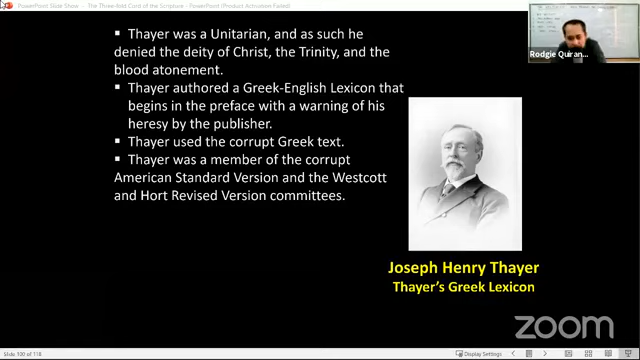 PowerPoint Slide Show - The Three-fold Cord of the Scripture - PowerPoint (Product Activation Failed)
▪ Thayer was a Unitarian, and as such he
denied the deity of Christ, the Trinity, and the
blood atonement.
▪ Thayer authored a Greek-English Lexicon that
begins in the preface with a warning of his
heresy by the publisher.
▪ Thayer used the corrupt Greek text.
▪ Thayer was a member of the corrupt
American Standard Version and the Westcott
and Hort Revised Version committees.
Rodgie Quiran...
Joseph Henry Thayer
Thayer's Greek Lexicon
zoom
Slide 100 of 118
Display Settings